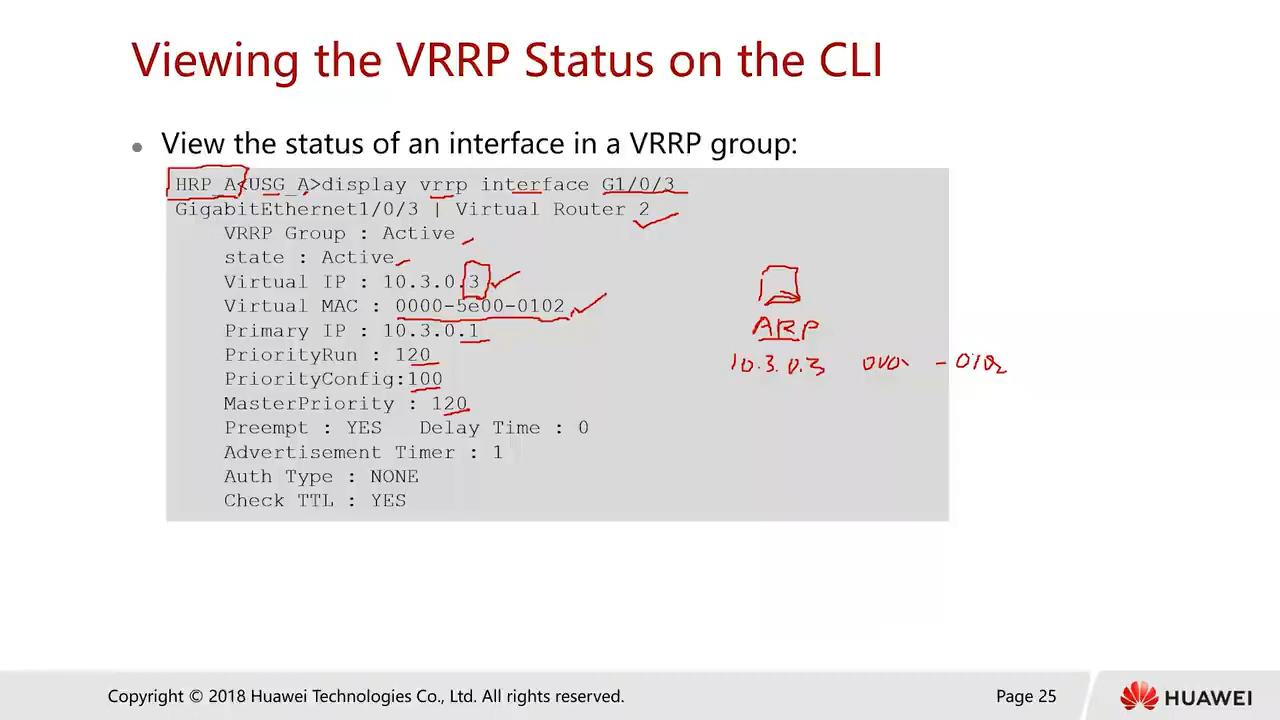 Viewing the VRRP Status on the CLI
• View the status of an interface in a VRRP group:
HRP_A<USG_A>display vrrp interface G1/0/3
GigabitEthernet1/0/3 | Virtual Router 2
VRRP Group : Active
state : Active
Virtual IP : 10.3.0.3
Virtual MAC : 0000-5e00-0102
Primary IP : 10.3.0.1
PriorityRun : 120
PriorityConfig:100
MasterPriority : 120
Preempt : YES Delay Time : 0
Advertisement Timer : 1
Auth Type : NONE
Check TTL : YES
ARP
10.3.0.3 - 0102
Copyright © 2018 Huawei Technologies Co., Ltd. All rights reserved.
Page 25
HUAWEI